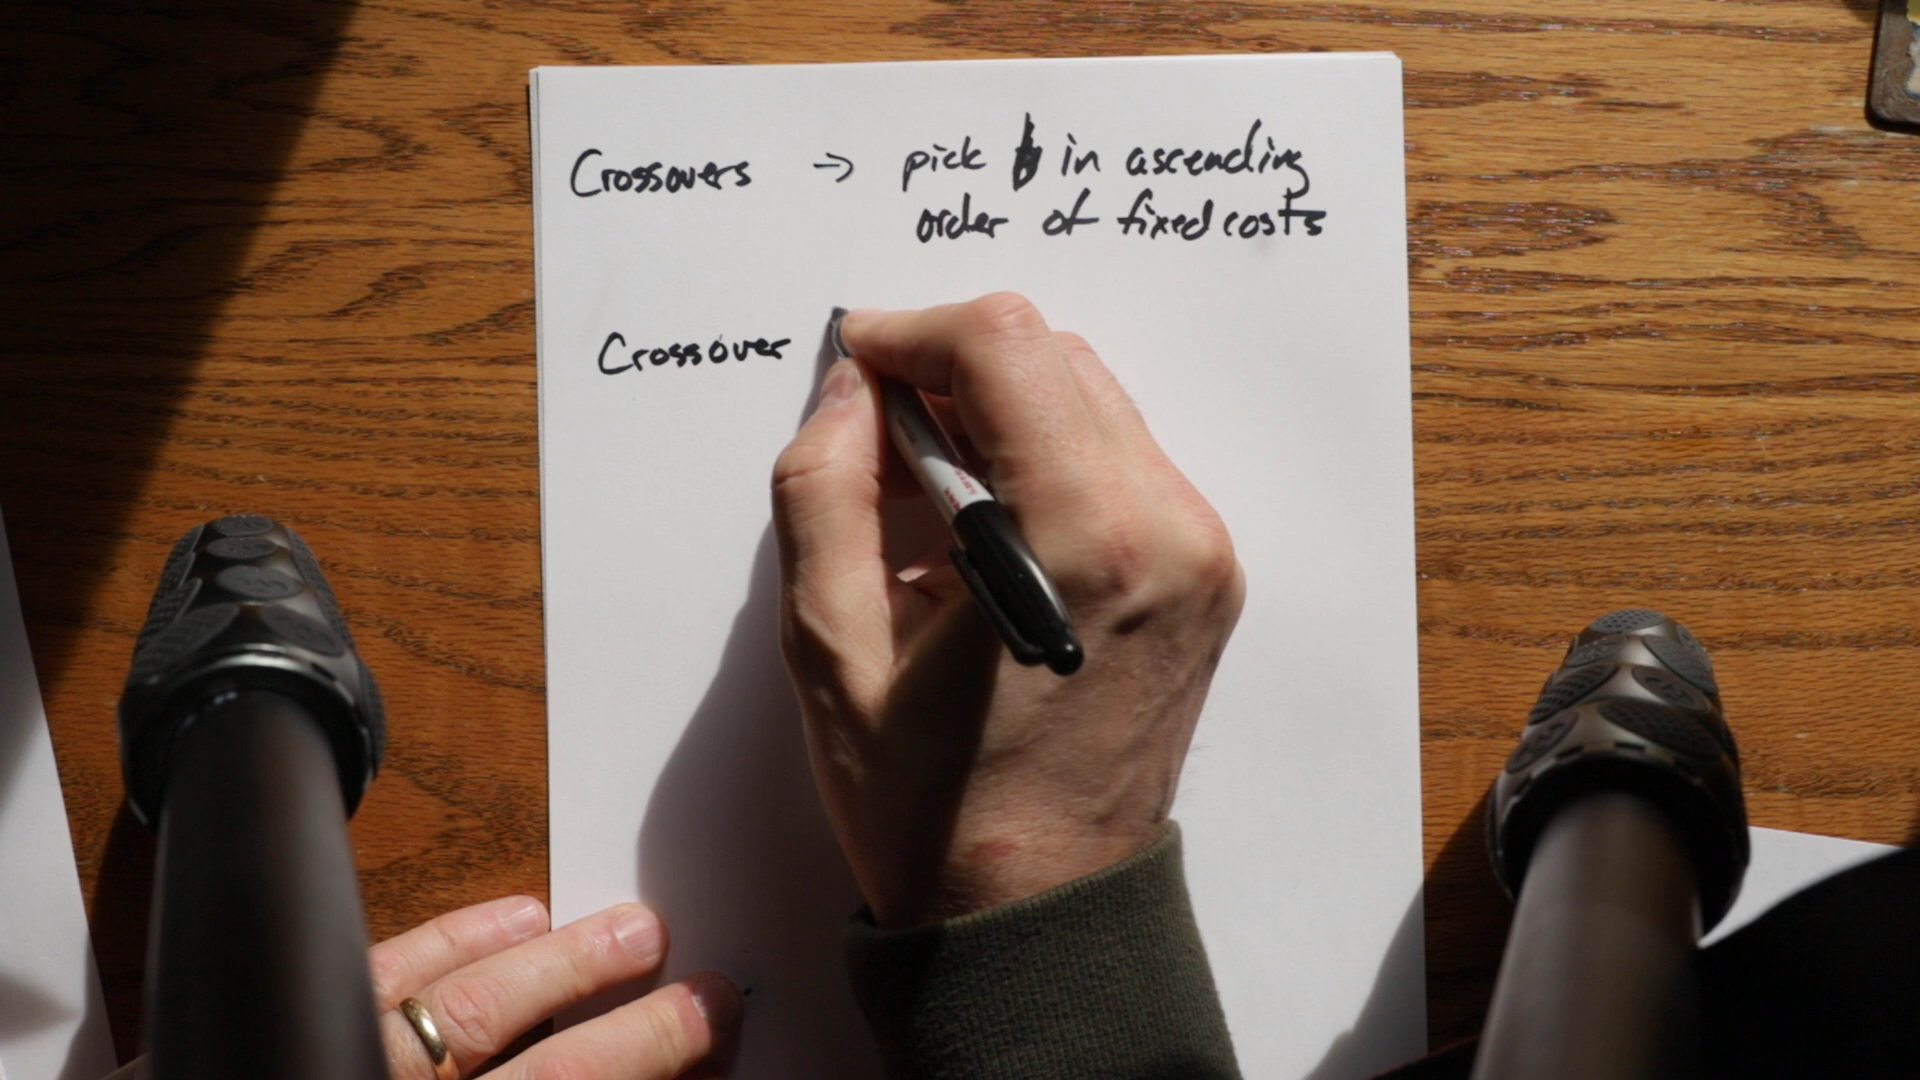 Crossovers → pick in ascending
order of fixed costs
Crossover